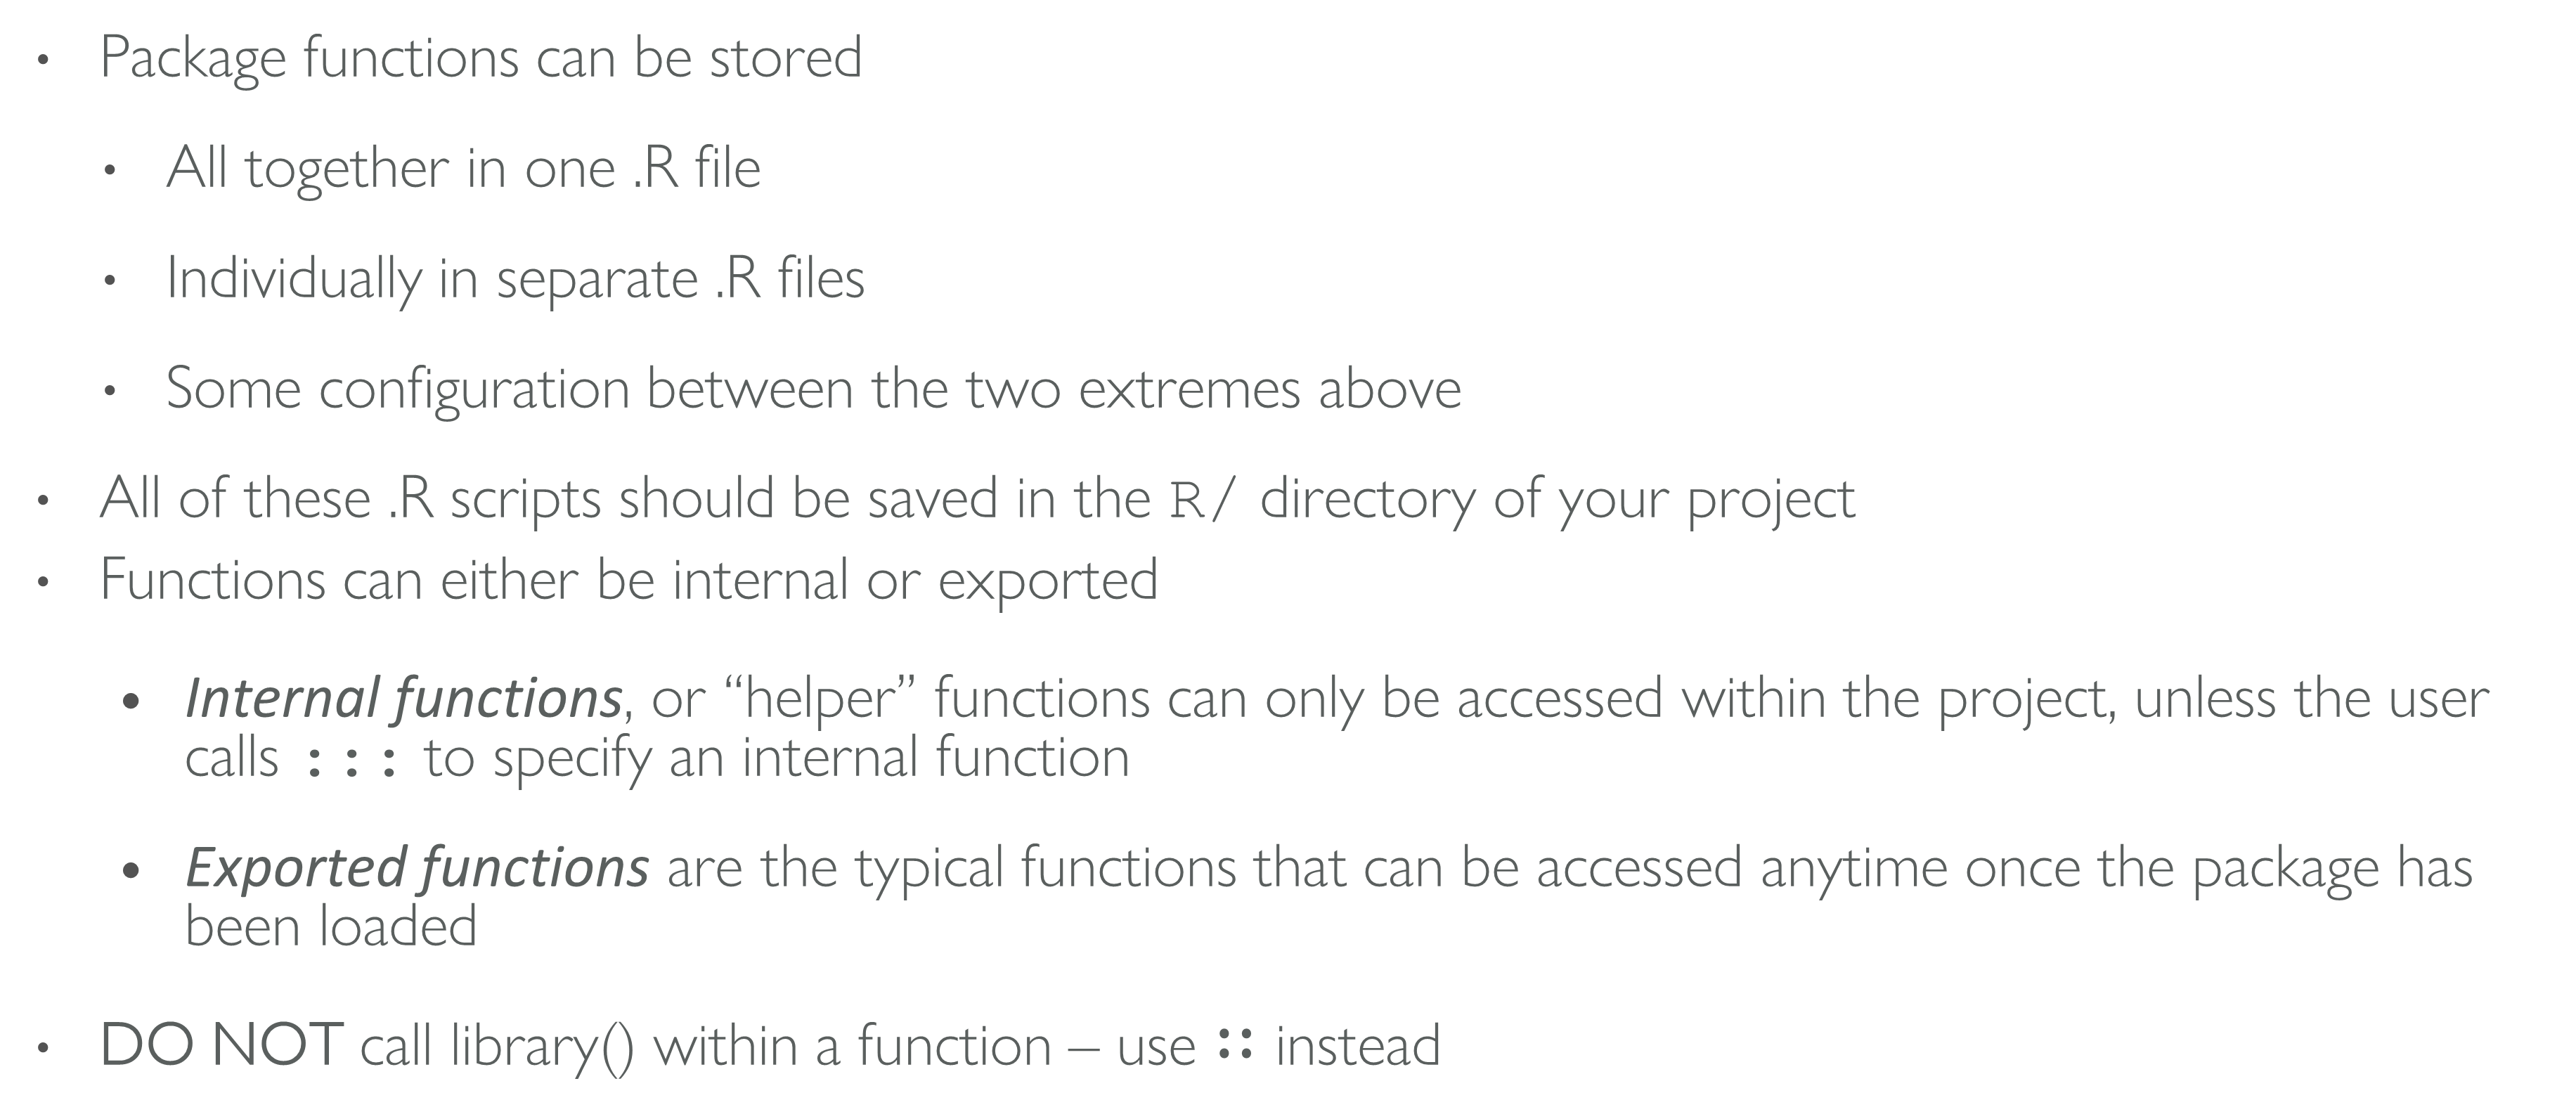 • Package functions can be stored
• All together in one .R file
• Individually in separate .R files
• Some configuration between the two extremes above
• All of these .R scripts should be saved in the R/ directory of your project
• Functions can either be internal or exported
• Internal functions, or “helper” functions can only be accessed within the project, unless the user
calls ::: to specify an internal function
• Exported functions are the typical functions that can be accessed anytime once the package has
been loaded
• DO NOT call library() within a function – use :: instead